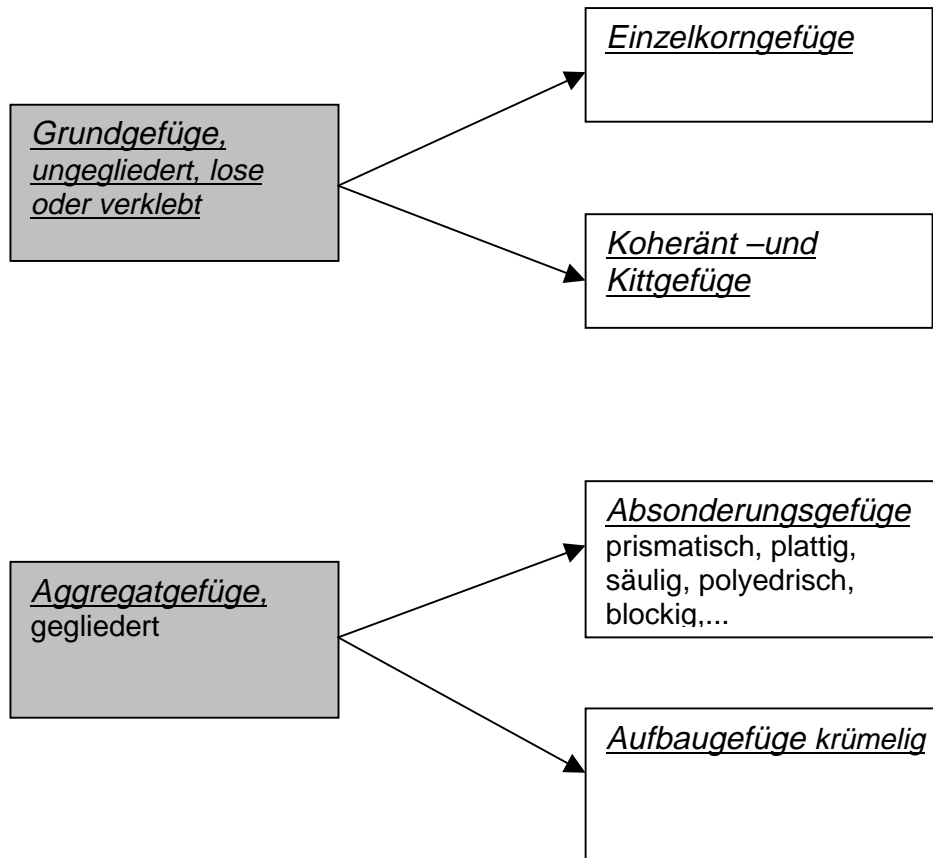 Einzelkorngefüge
Grundgefüge,
ungegliedert, lose
oder verklebt
Koheränt –und
Kittgefüge
Absonderungsgefüge
prismatisch, plattig,
säulig, polyedrisch,
blockig,...
Aggregatgefüge,
gegliedert
Aufbaugefüge krümelig